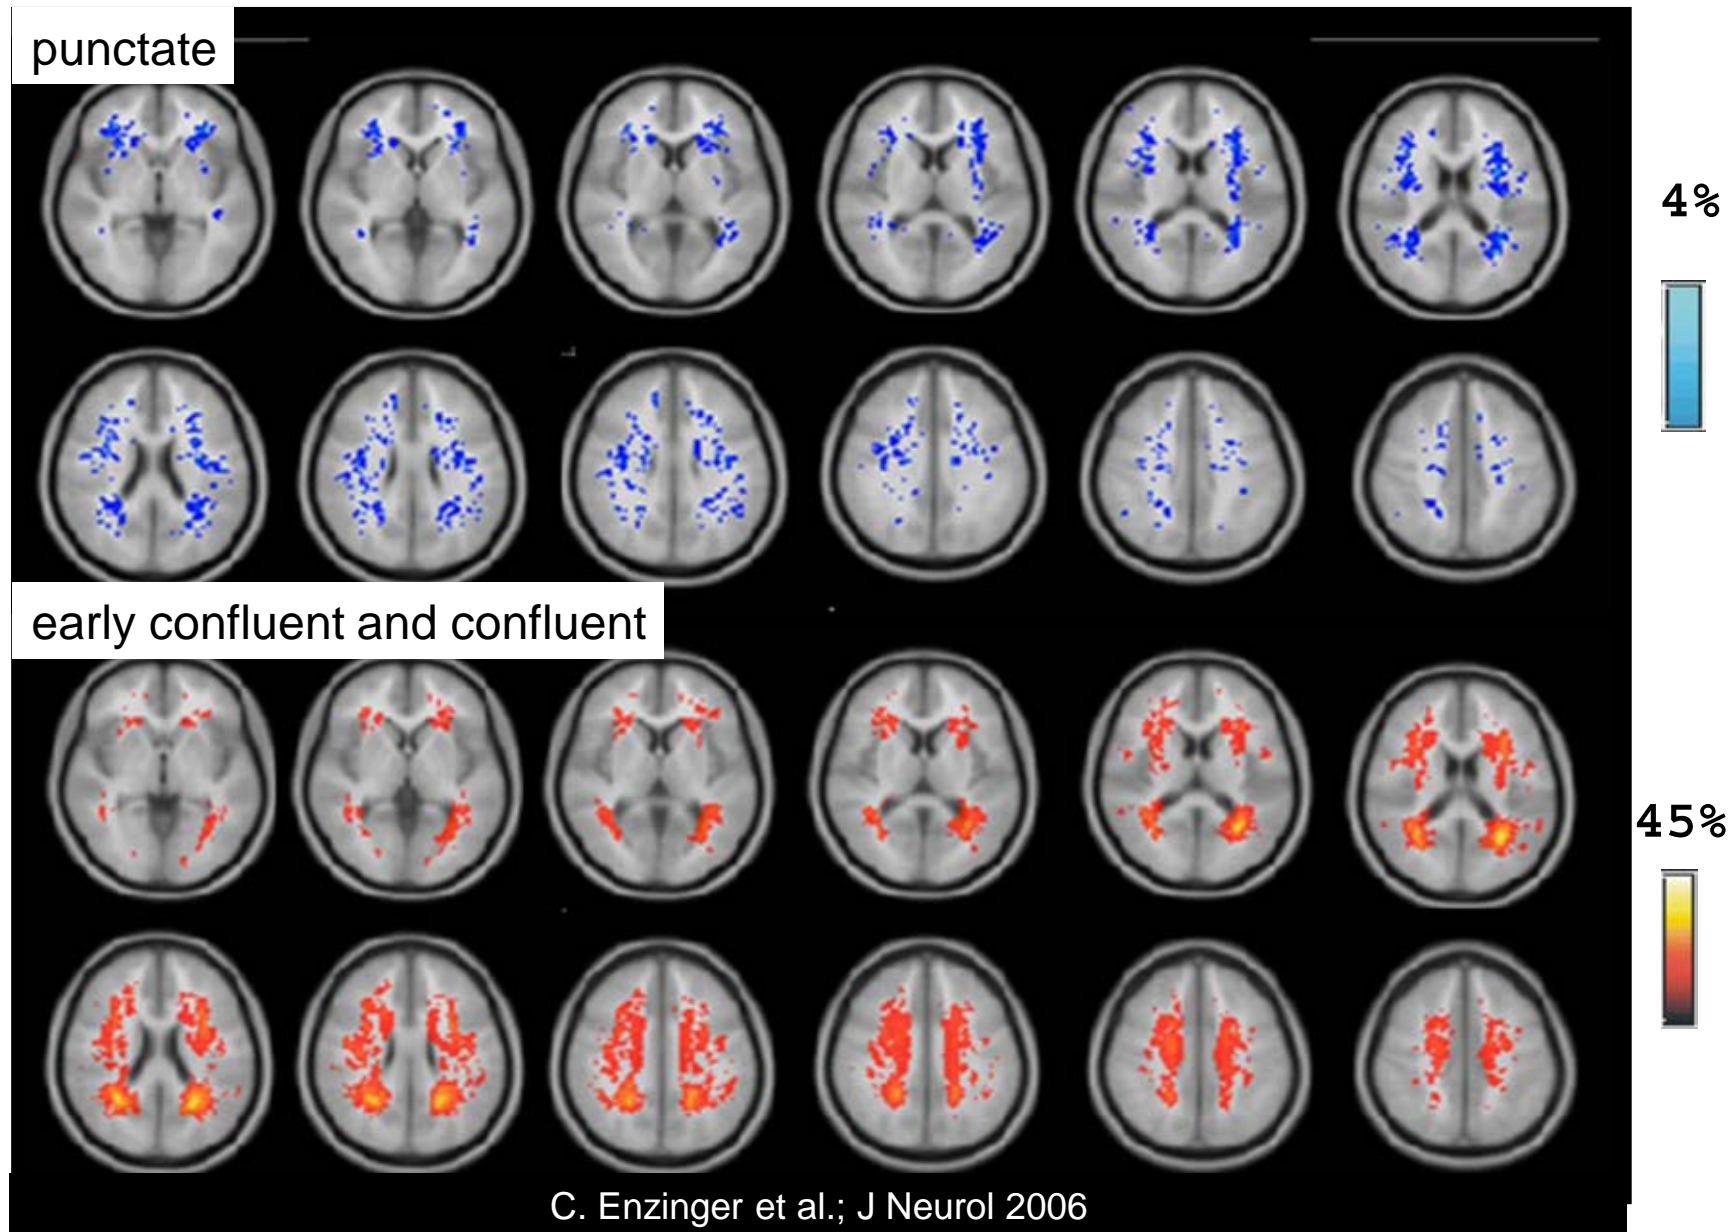 punctate
4%
early confluent and confluent
45%
C. Enzinger et al.; J Neurol 2006